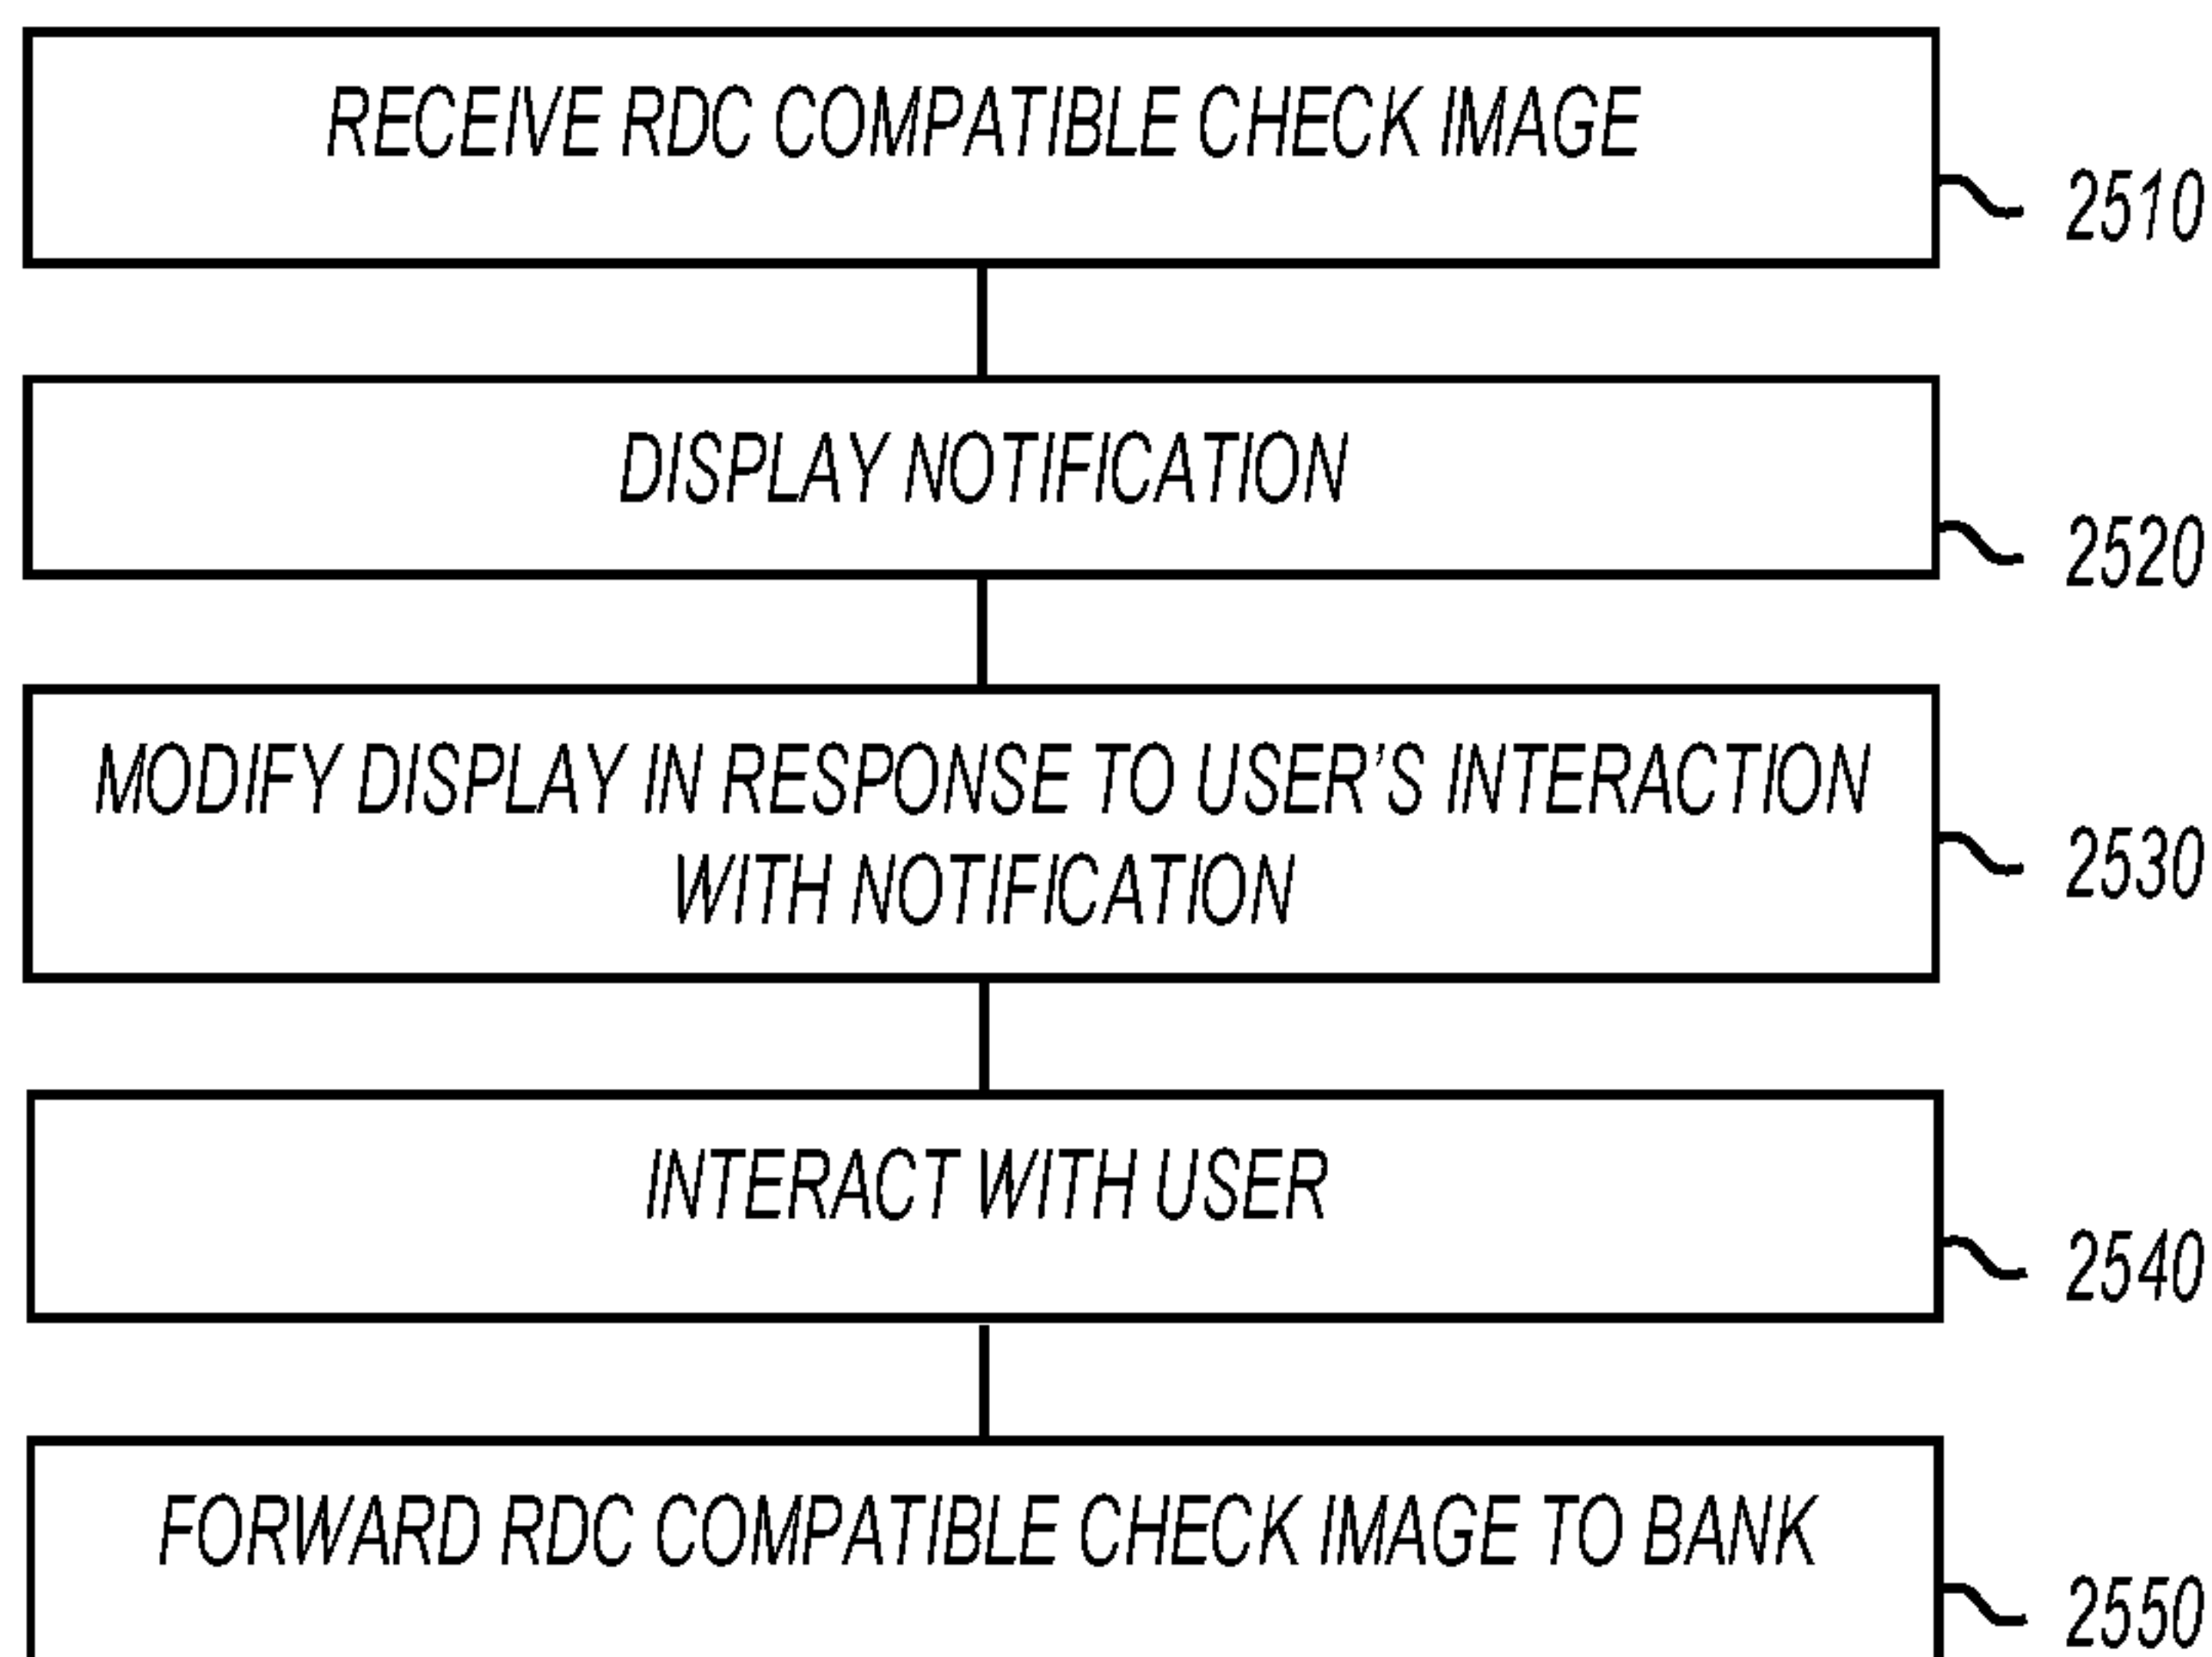 RECEIVE RDC COMPATIBLE CHECK IMAGE
2510
DISPLAY NOTIFICATION
2520
MODIFY DISPLAY IN RESPONSE TO USER'S INTERACTION
WITH NOTIFICATION
2530
INTERACT WITH USER
2540
FORWARD RDC COMPATIBLE CHECK IMAGE TO BANK
2550